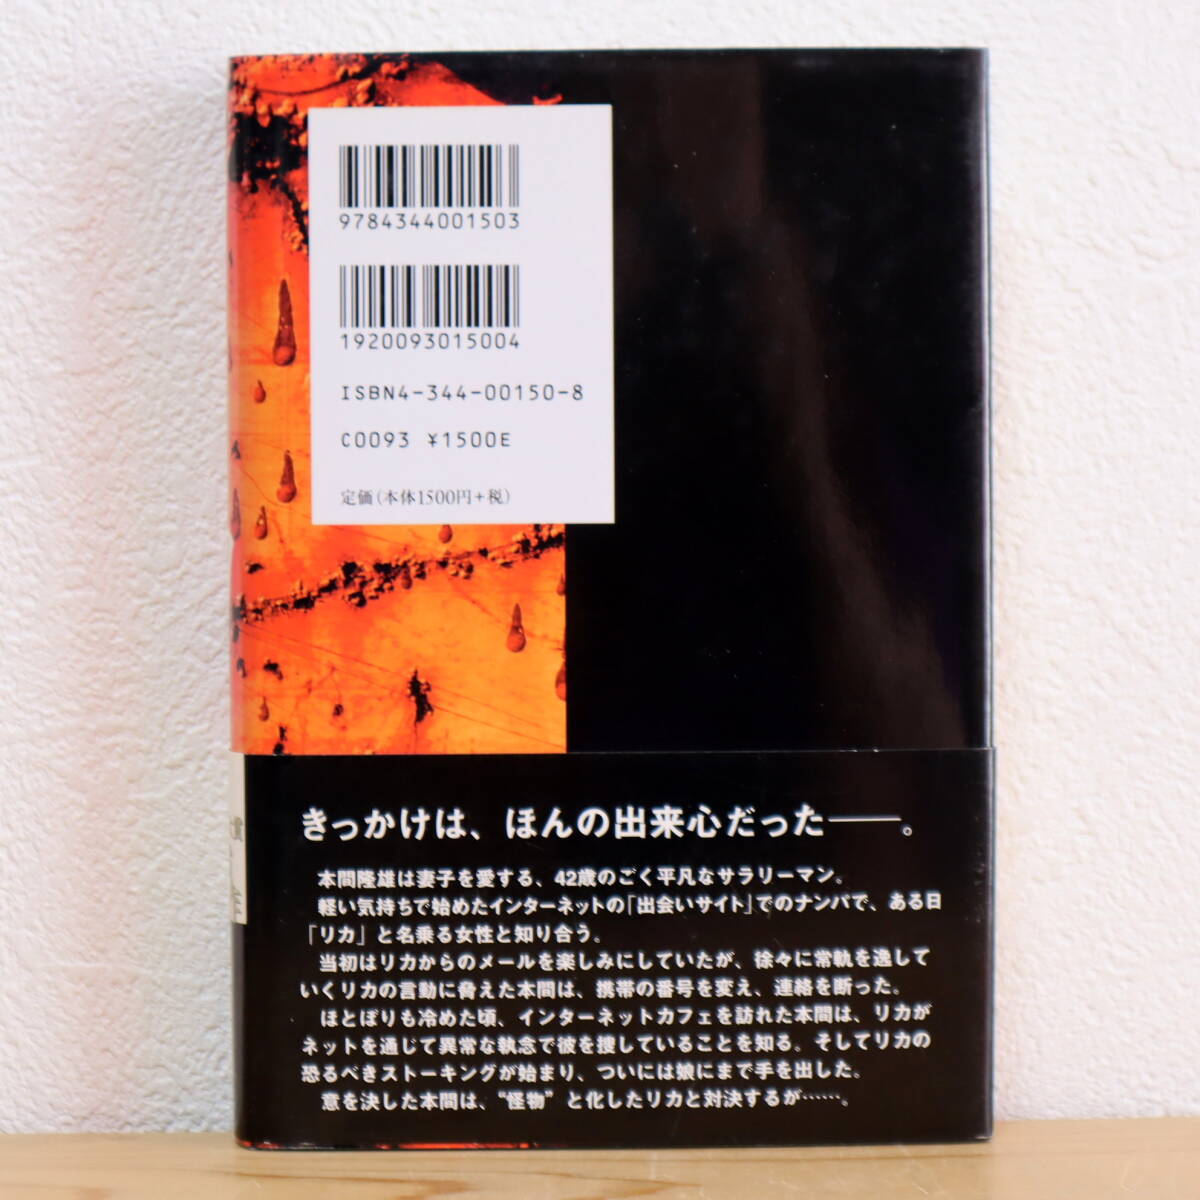 9784344001503
1920093015004
ISBN4-344-00150-8
C0093 ¥1500E
定価(本体1500円+税)
きっかけは、ほんの出来心だった――。
本間隆雄は妻子を愛する、42歳のごく平凡なサラリーマン。
軽い気持ちで始めたインターネットの「出会いサイト」でのナンパで、ある日
「リカ」と名乗る女性と知り合う。
当初はリカからのメールを楽しみにしていたが、徐々に常軌を逸して
いくリカの言動に脅えた本間は、携帯の番号を変え、連絡を断った。
ほとぼりも冷めた頃、インターネットカフェを訪れた本間は、リカが
ネットを通じて異常な執念で彼を捜していることを知る。そしてリカの
恐るべきストーキングが始まり、ついには娘にまで手を出した。
意を決した本間は、“怪物”と化したリカと対決するが……。